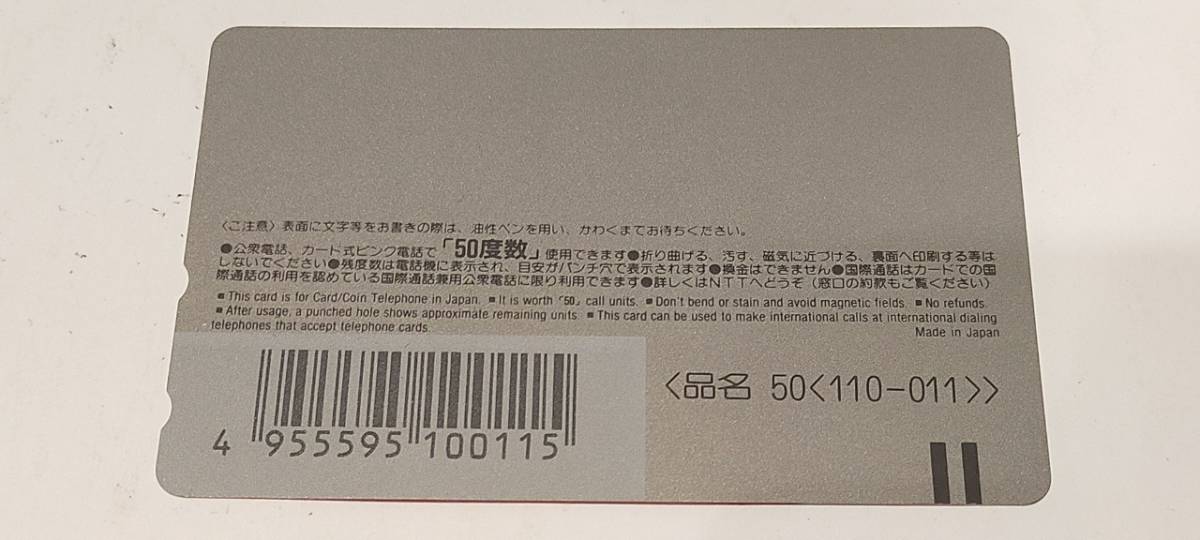 〈ご注意〉表面に文字等をお書きの際は、油性ペンを用い、かわくまでお待ちください。
●公衆電話、カード式ピンク電話で「50度数」使用できます●折り曲げる、汚す、磁気に近づける、裏面へ印刷する等は
しないでください●残度数は電話機に表示され、目安がパンチ穴で表示されます●換金はできません●国際通話はカードでの国
際通話の利用を認めている国際通話兼用公衆電話に限り利用できます●詳しくはNTTへどうぞ（窓口の約款もご覧ください）
■This card is for Card/Coin Telephone in Japan. ■It is worth「50」call units. ■Don't bend or stain and avoid magnetic fields. ■No refunds.
■After usage, a punched hole shows approximate remaining units. ■This card can be used to make international calls at international dialing
telephones that accept telephone cards.
Made in Japan
〈品名 50〈110-011〉〉
4 955595 100115